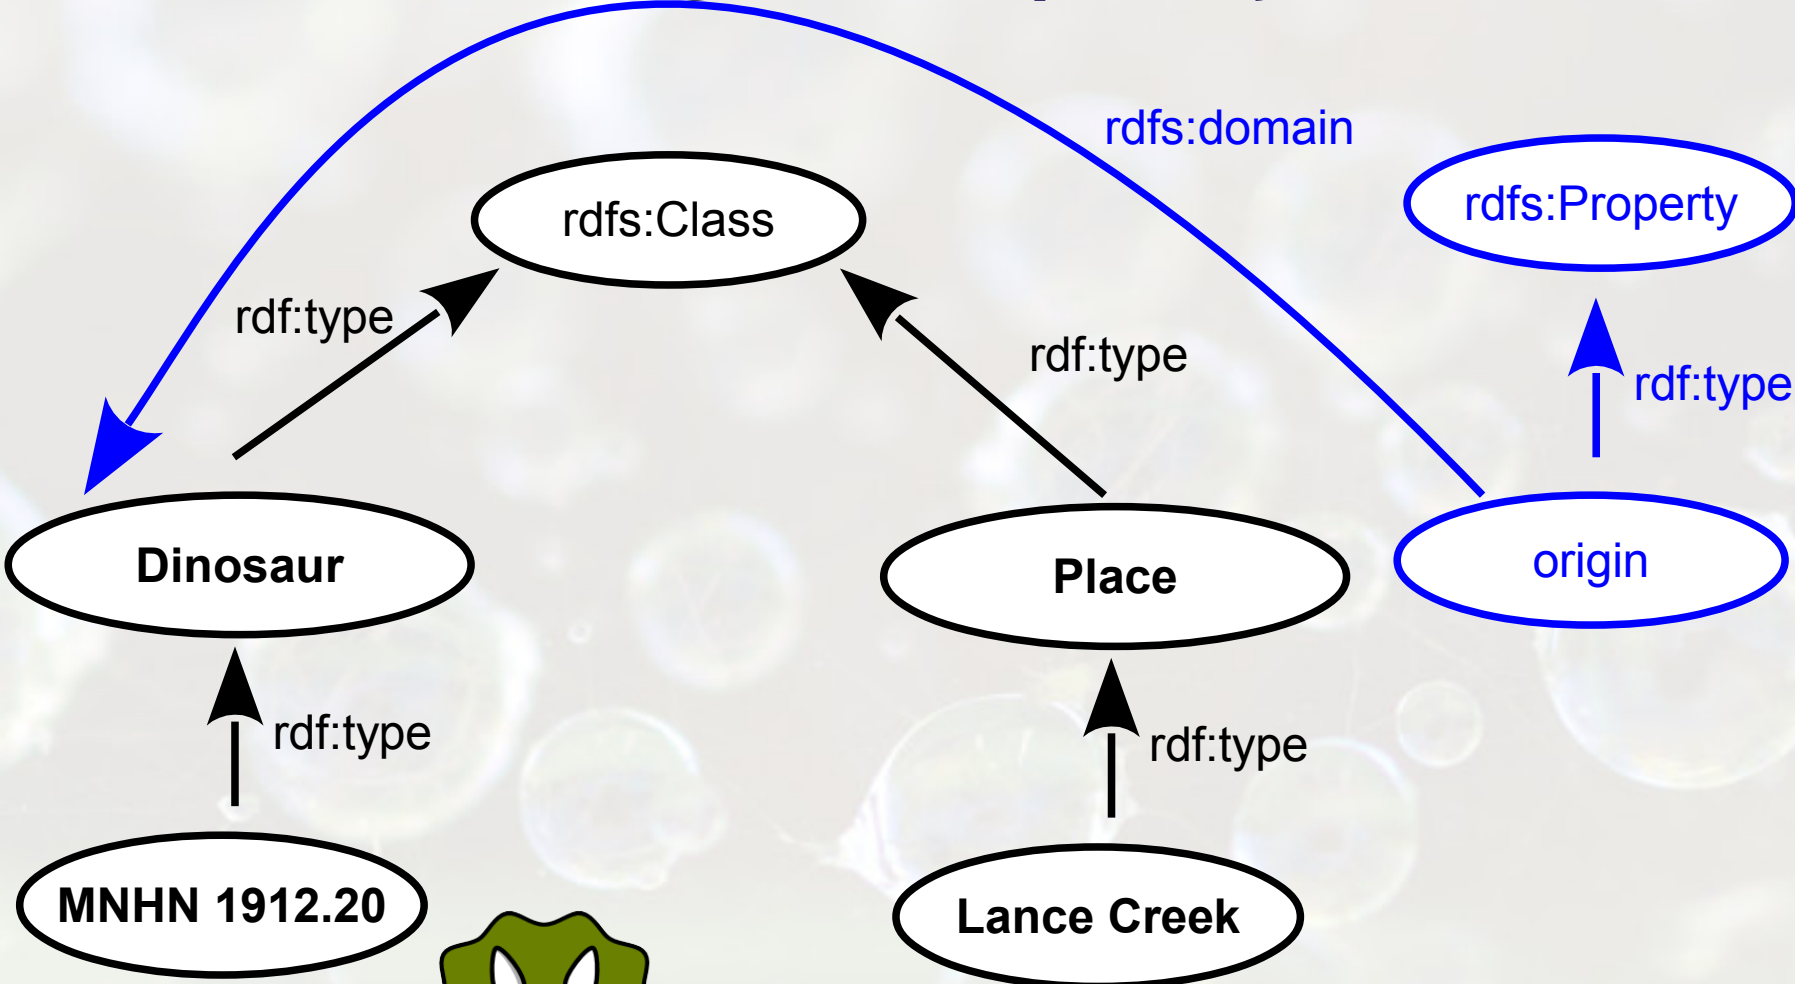 rdfs:domain
rdfs:Class
rdfs:Property
rdf:type
rdf:type
rdf:type
Dinosaur
Place
origin
rdf:type
rdf:type
MNHN 1912.20
Lance Creek